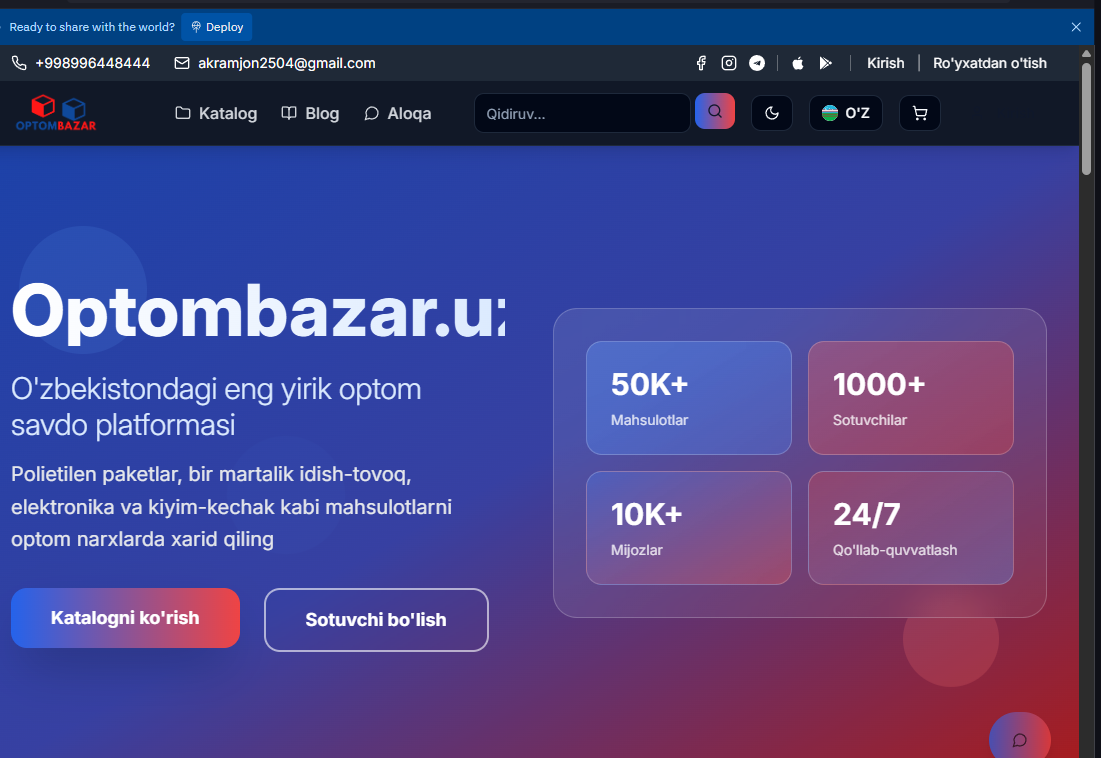 Ready to share with the world? Deploy
+998996448444 akramjon2504@gmail.com Kirish Ro'yxatdan o'tish
OPTOMBAZAR Katalog Blog Aloqa Qidiruv... O'Z
Optombazar.uz
O'zbekistondagi eng yirik optom
savdo platformasi
Polietilen paketlar, bir martalik idish-tovoq,
elektronika va kiyim-kechak kabi mahsulotlarni
optom narxlarda xarid qiling
Katalogni ko'rish Sotuvchi bo'lish
50K+ 1000+
Mahsulotlar Sotuvchilar
10K+ 24/7
Mijozlar Qo'llab-quvvatlash